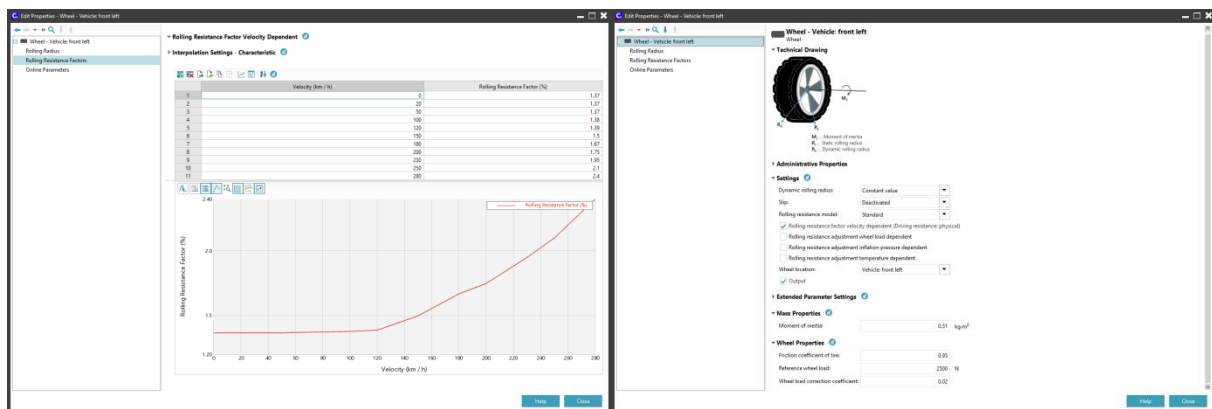 Edit Properties - Wheel - Vehicle: front left
Wheel - Vehicle: front left
Rolling Radius
Rolling Resistance Factors
Online Parameters
Rolling Resistance Factor Velocity Dependent
Interpolation Settings - Characteristic
Velocity (km / h) Rolling Resistance Factor (%)
1 0 1.37
2 20 1.37
3 50 1.37
4 100 1.38
5 120 1.39
6 150 1.5
7 180 1.67
8 200 1.75
9 230 1.95
10 250 2.1
11 280 2.4
Rolling Resistance Factor (%)
2.40
2.0
1.5
1.20
Rolling Resistance Factor (%)
0 20 40 60 80 100 120 140 160 180 200 220 240 260 280
Velocity (km / h)
Help Close
Edit Properties - Wheel - Vehicle: front left
Wheel - Vehicle: front left
Rolling Radius
Rolling Resistance Factors
Online Parameters
Wheel - Vehicle: front left
Wheel
Technical Drawing
... Moment of inertia
... Static rolling radius
... Dynamic rolling radius
Administrative Properties
Settings
Dynamic rolling radius: Constant value
Slip: Deactivated
Rolling resistance model: Standard
Rolling resistance factor velocity dependent (Driving resistance: physical)
Rolling resistance adjustment wheel load dependent
Rolling resistance adjustment inflation pressure dependent
Rolling resistance adjustment temperature dependent
Wheel location: Vehicle: front left
Output
Extended Parameter Settings
Mass Properties
Moment of inertia: 0.51 kg·m²
Wheel Properties
Friction coefficient of tire: 0.95
Reference wheel load: 2500 N
Wheel load correction coefficient: 0.02
Help Close